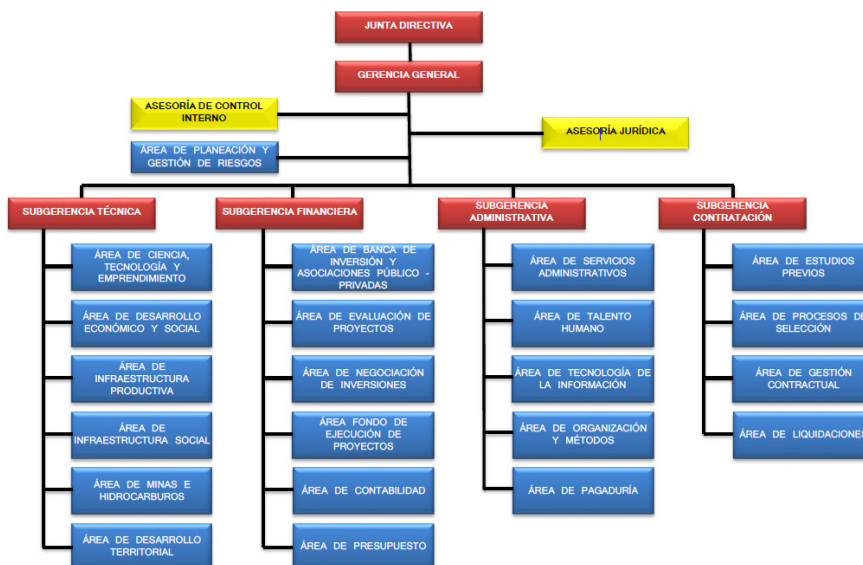 JUNTA DIRECTIVA
GERENCIA GENERAL
ASESORÍA DE CONTROL
INTERNO
ASESORÍA JURÍDICA
ÁREA DE PLANEACIÓN Y
GESTIÓN DE RIESGOS
SUBGERENCIA TÉCNICA
ÁREA DE CIENCIA,
TECNOLOGÍA Y
EMPRENDIMIENTO
ÁREA DE DESARROLLO
ECONÓMICO Y SOCIAL
ÁREA DE
INFRAESTRUCTURA
PRODUCTIVA
ÁREA DE
INFRAESTRUCTURA SOCIAL
ÁREA DE MINAS E
HIDROCARBUROS
ÁREA DE DESARROLLO
TERRITORIAL
SUBGERENCIA FINANCIERA
ÁREA DE BANCA DE
INVERSIÓN Y
ASOCIACIONES PÚBLICO -
PRIVADAS
ÁREA DE EVALUACIÓN DE
PROYECTOS
ÁREA DE NEGOCIACIÓN
DE INVERSIONES
ÁREA FONDO DE
EJECUCIÓN DE
PROYECTOS
ÁREA DE CONTABILIDAD
ÁREA DE PRESUPUESTO
SUBGERENCIA
ADMINISTRATIVA
ÁREA DE SERVICIOS
ADMINISTRATIVOS
ÁREA DE TALENTO
HUMANO
ÁREA DE TECNOLOGÍA DE
LA INFORMACIÓN
ÁREA DE ORGANIZACIÓN
Y MÉTODOS
ÁREA DE PAGADURÍA
SUBGERENCIA
CONTRATACIÓN
ÁREA DE ESTUDIOS
PREVIOS
ÁREA DE PROCESOS DE
SELECCIÓN
ÁREA DE GESTIÓN
CONTRACTUAL
ÁREA DE LIQUIDACIONES